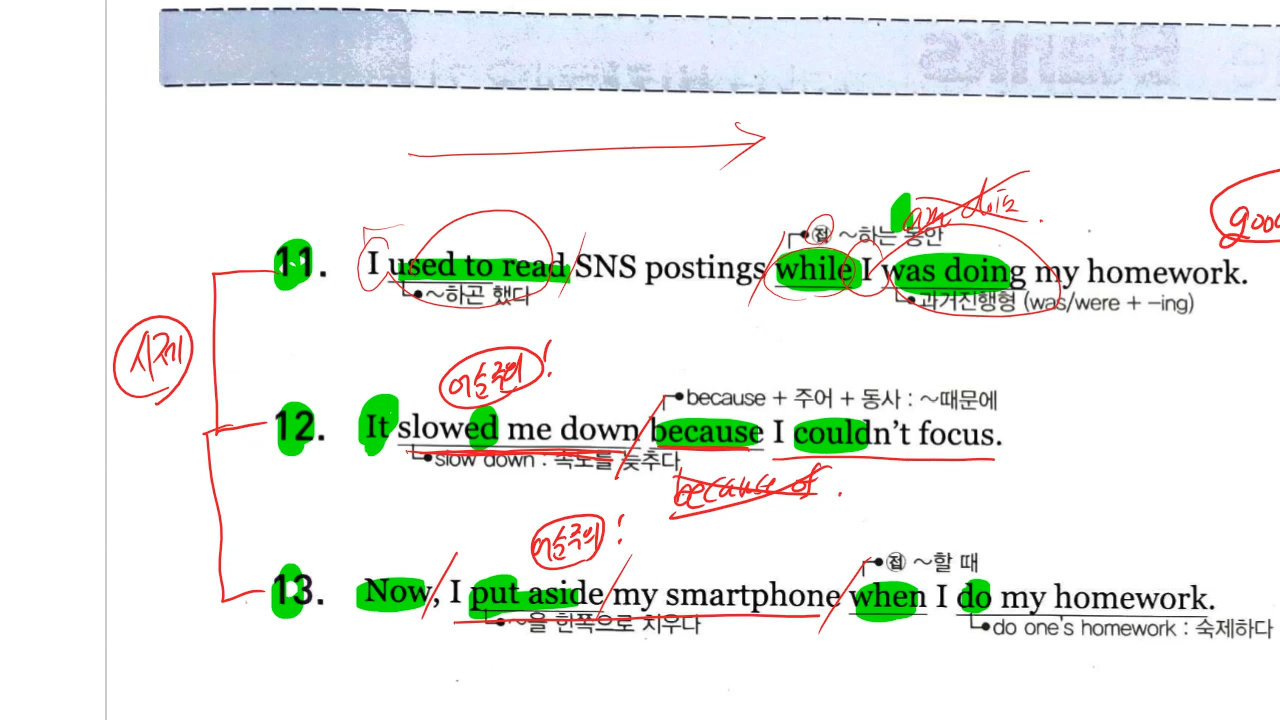 am doing.
good
㉠ ~하는 동안
11. I used to read SNS postings while I was doing my homework.
~하곤 했다
과거진행형 (was/were + -ing)
시제
어순주의!
because + 주어 + 동사 : ~때문에
12. It slowed me down because I couldn't focus.
slow down : 속도를 늦추다
because of.
어순주의!
접 ~할 때
13. Now, I put aside my smartphone when I do my homework.
~을 한쪽으로 치우다
do one's homework : 숙제하다